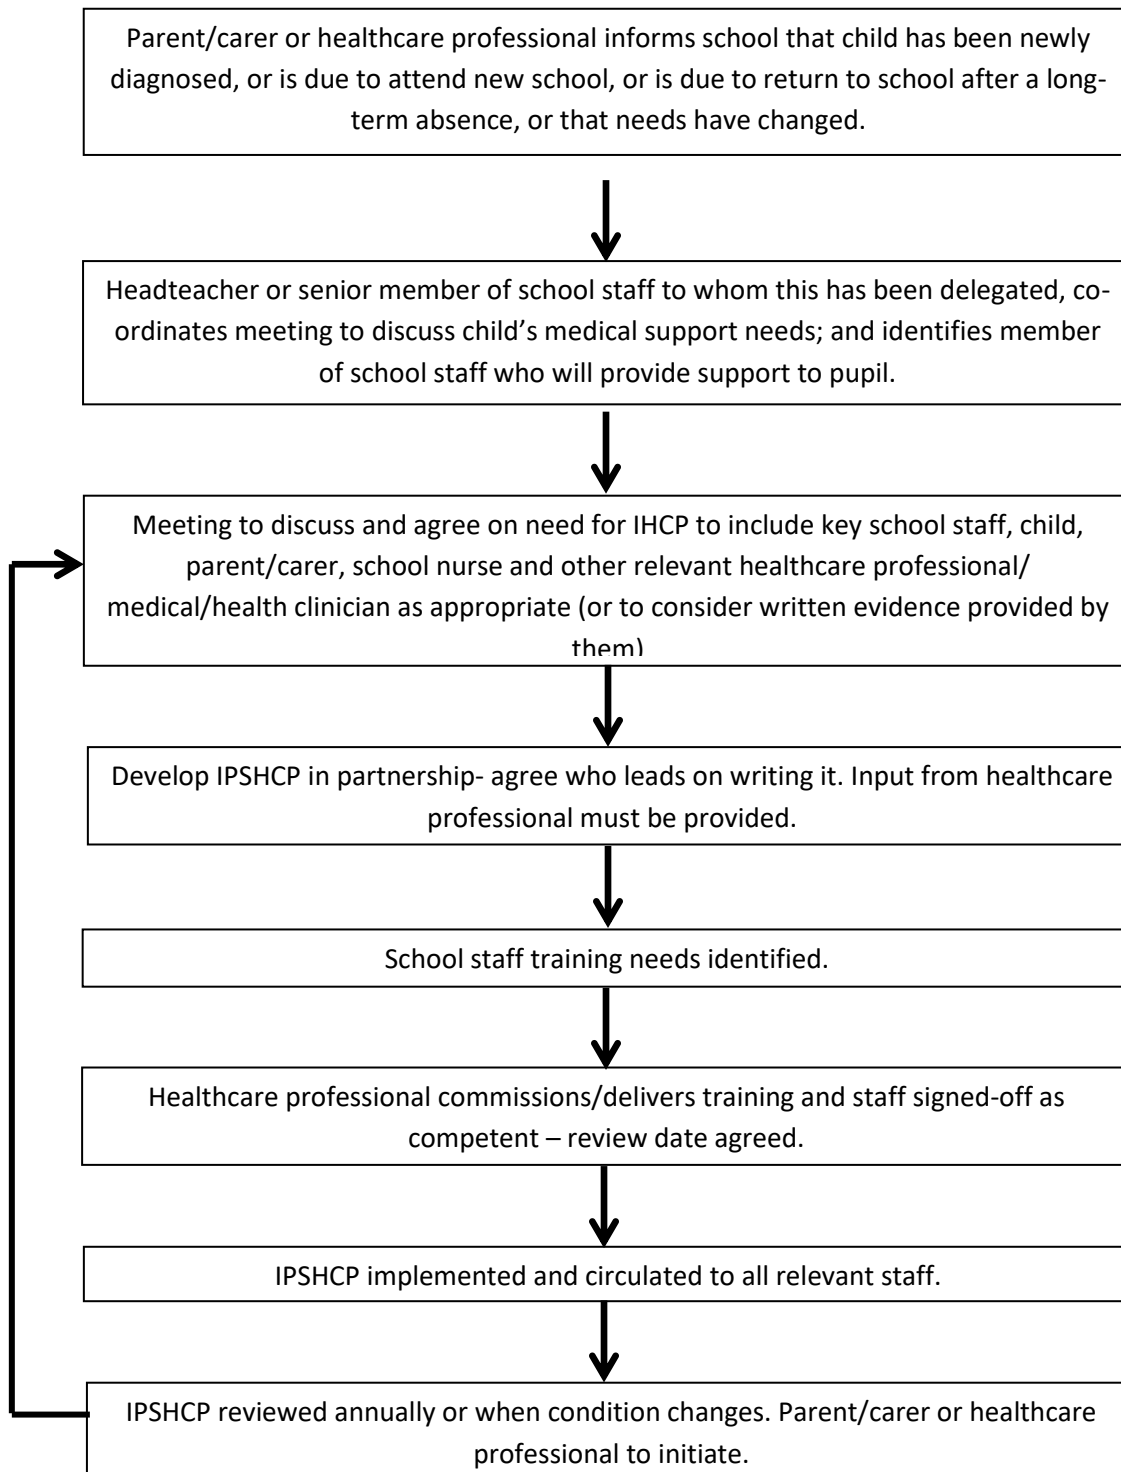 Parent/carer or healthcare professional informs school that child has been newly
diagnosed, or is due to attend new school, or is due to return to school after a long-
term absence, or that needs have changed.
Headteacher or senior member of school staff to whom this has been delegated, co-
ordinates meeting to discuss child’s medical support needs; and identifies member
of school staff who will provide support to pupil.
Meeting to discuss and agree on need for IHCP to include key school staff, child,
parent/carer, school nurse and other relevant healthcare professional/
medical/health clinician as appropriate (or to consider written evidence provided by
them)
Develop IPSHCP in partnership- agree who leads on writing it. Input from healthcare
professional must be provided.
School staff training needs identified.
Healthcare professional commissions/delivers training and staff signed-off as
competent – review date agreed.
IPSHCP implemented and circulated to all relevant staff.
IPSHCP reviewed annually or when condition changes. Parent/carer or healthcare
professional to initiate.